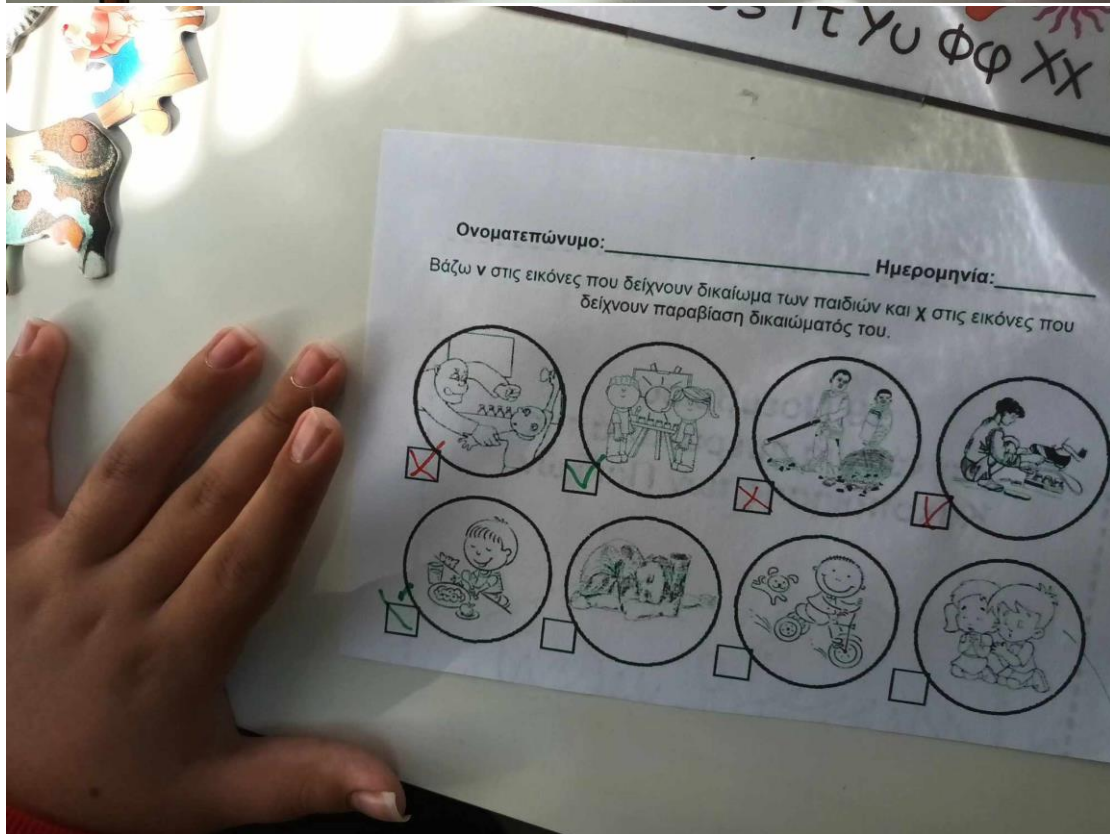 Υυ Φφ Χχ
Ονοματεπώνυμο: Ημερομηνία:
Βάζω v στις εικόνες που δείχνουν δικαίωμα των παιδιών και χ στις εικόνες που
δείχνουν παραβίαση δικαιώματός του.